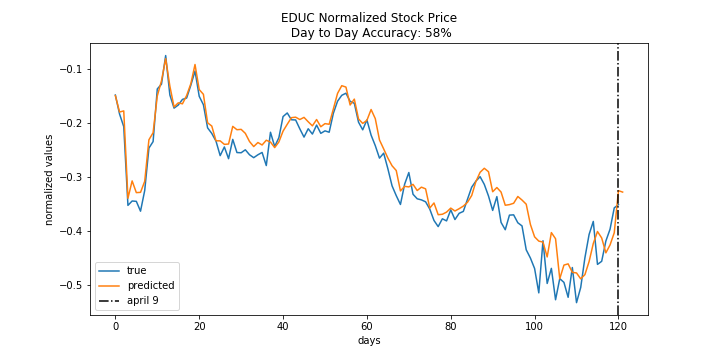 EDUC Normalized Stock Price
Day to Day Accuracy: 58%
normalized values
−0.1
−0.2
−0.3
−0.4
−0.5
true
predicted
april 9
0
20
40
60
80
100
120
days